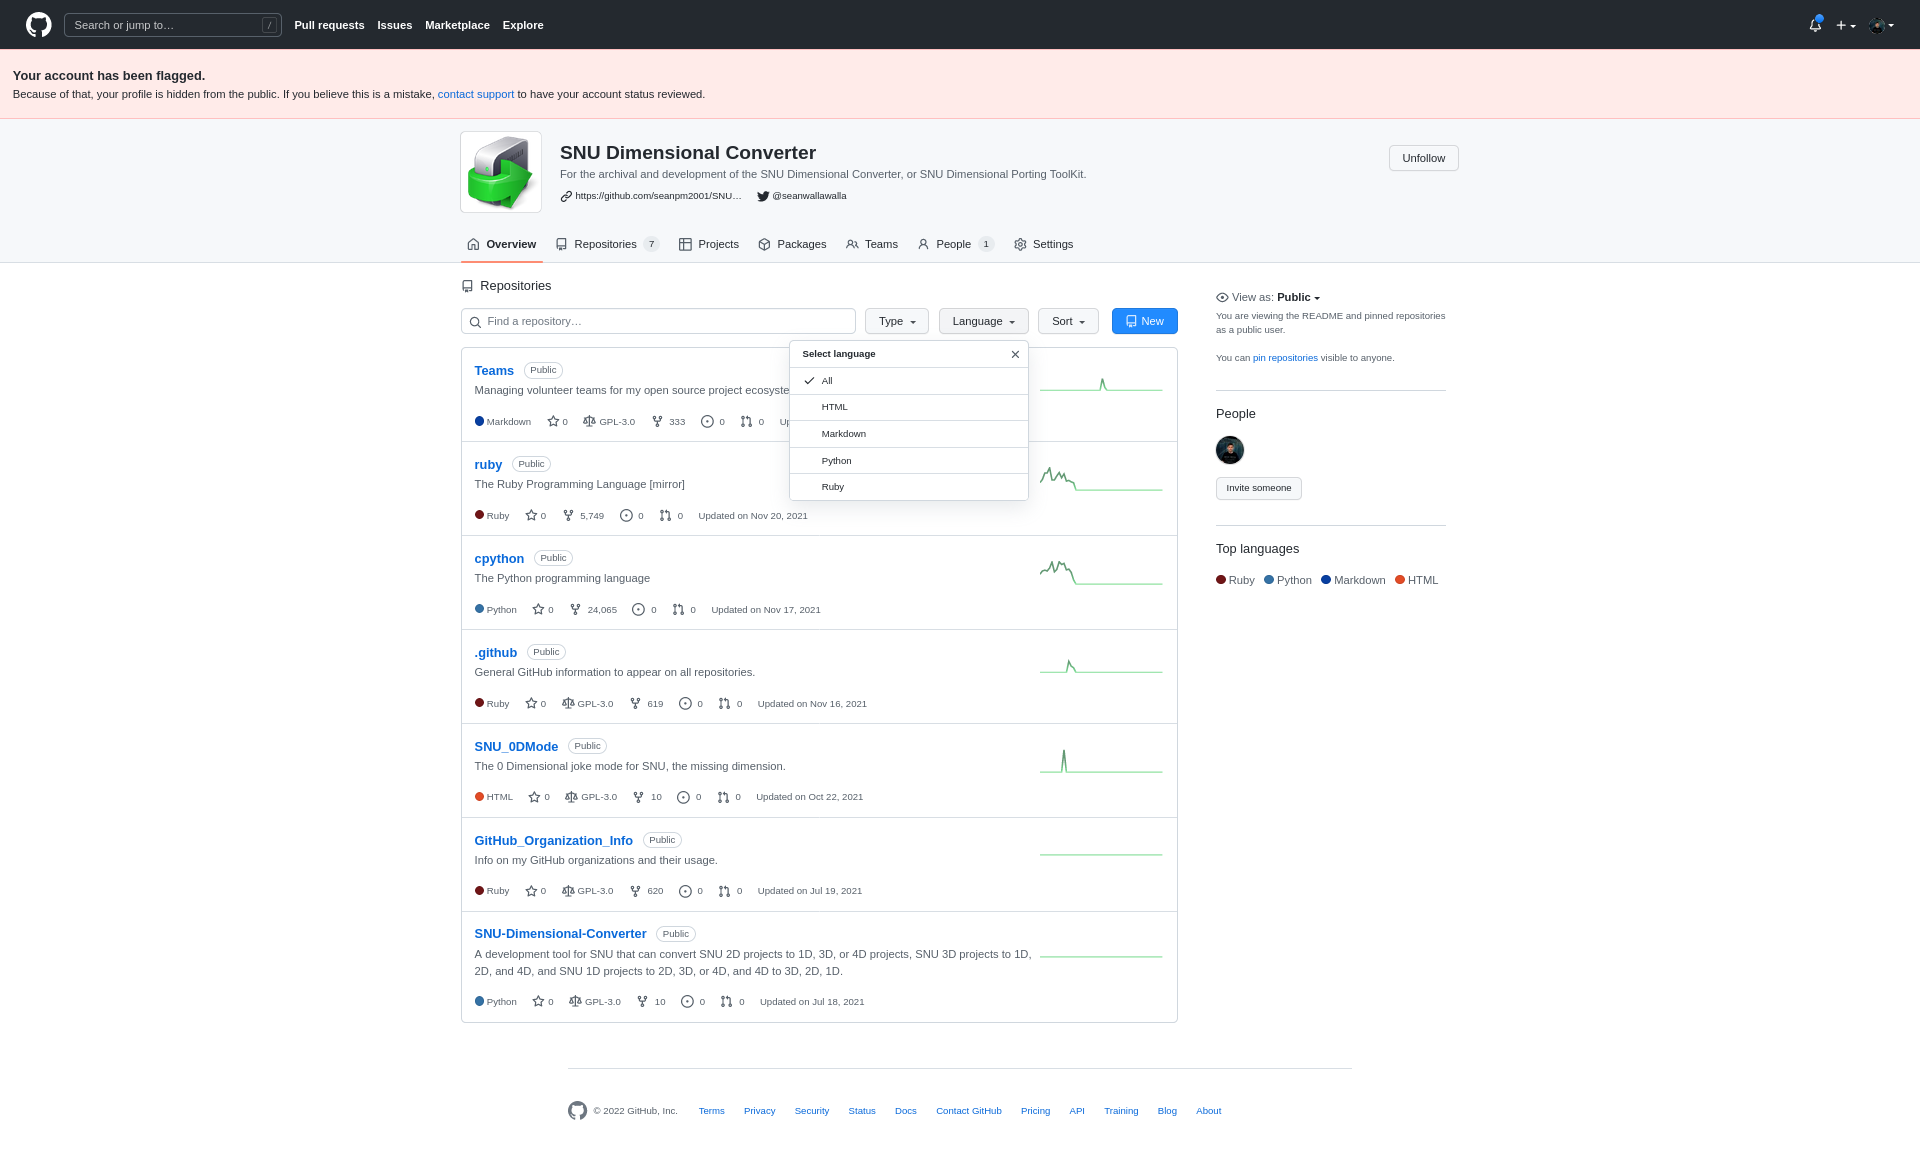 Search or jump to…
/
Pull requests
Issues
Marketplace
Explore
Your account has been flagged.
Because of that, your profile is hidden from the public. If you believe this is a mistake, contact support to have your account status reviewed.
SNU Dimensional Converter
For the archival and development of the SNU Dimensional Converter, or SNU Dimensional Porting ToolKit.
https://github.com/seanpm2001/SNU…
@seanwallawalla
Unfollow
Overview
Repositories 7
Projects
Packages
Teams
People 1
Settings
Repositories
Find a repository…
Type
Language
Sort
New
Select language
All
HTML
Markdown
Python
Ruby
Teams Public
Managing volunteer teams for my open source project ecosyste
Markdown 0 GPL-3.0 333 0 0 Up
ruby Public
The Ruby Programming Language [mirror]
Ruby 0 5,749 0 0 Updated on Nov 20, 2021
cpython Public
The Python programming language
Python 0 24,065 0 0 Updated on Nov 17, 2021
.github Public
General GitHub information to appear on all repositories.
Ruby 0 GPL-3.0 619 0 0 Updated on Nov 16, 2021
SNU_0DMode Public
The 0 Dimensional joke mode for SNU, the missing dimension.
HTML 0 GPL-3.0 10 0 0 Updated on Oct 22, 2021
GitHub_Organization_Info Public
Info on my GitHub organizations and their usage.
Ruby 0 GPL-3.0 620 0 0 Updated on Jul 19, 2021
SNU-Dimensional-Converter Public
A development tool for SNU that can convert SNU 2D projects to 1D, 3D, or 4D projects, SNU 3D projects to 1D,
2D, and 4D, and SNU 1D projects to 2D, 3D, or 4D, and 4D to 3D, 2D, 1D.
Python 0 GPL-3.0 10 0 0 Updated on Jul 18, 2021
View as: Public
You are viewing the README and pinned repositories
as a public user.
You can pin repositories visible to anyone.
People
Invite someone
Top languages
Ruby Python Markdown HTML
© 2022 GitHub, Inc.
Terms
Privacy
Security
Status
Docs
Contact GitHub
Pricing
API
Training
Blog
About